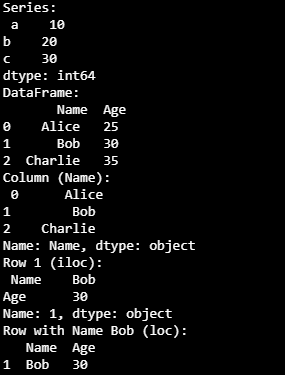 Series:
 a    10
b    20
c    30
dtype: int64
DataFrame:
       Name  Age
0    Alice   25
1      Bob   30
2  Charlie   35
Column (Name):
 0      Alice
1        Bob
2    Charlie
Name: Name, dtype: object
Row 1 (iloc):
 Name    Bob
Age      30
Name: 1, dtype: object
Row with Name Bob (loc):
   Name  Age
1  Bob   30